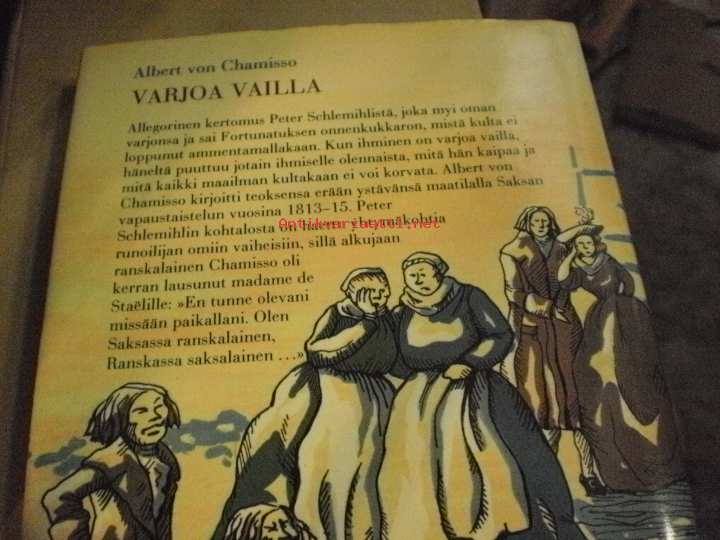 Albert von Chamisso
VARJOA VAILLA
Allegorinen kertomus Peter Schlemihlistä, joka myi oman
varjonsa ja sai Fortunatuksen onnenkukkaron, mistä kulta ei
loppunut ammentamallakaan. Kun ihminen on varjoa vailla,
häneltä puuttuu jotain ihmiselle olennaista, mitä hän kaipaa ja
mitä kaikki maailman kultakaan ei voi korvata. Albert von
Chamisso kirjoitti teoksensa erään ystävänsä maatilalla Saksan
vapaustaistelun vuosina 1813–15. Peter
Schlemihlin kohtalosta on haettu yhtymäkohtia
runoilijan omiin vaiheisiin, sillä alkujaan
ranskalainen Chamisso oli
kerran lausunut madame de
Staëlille: »En tunne olevani
missään paikallani. Olen
Saksassa ranskalainen,
Ranskassa saksalainen ...»